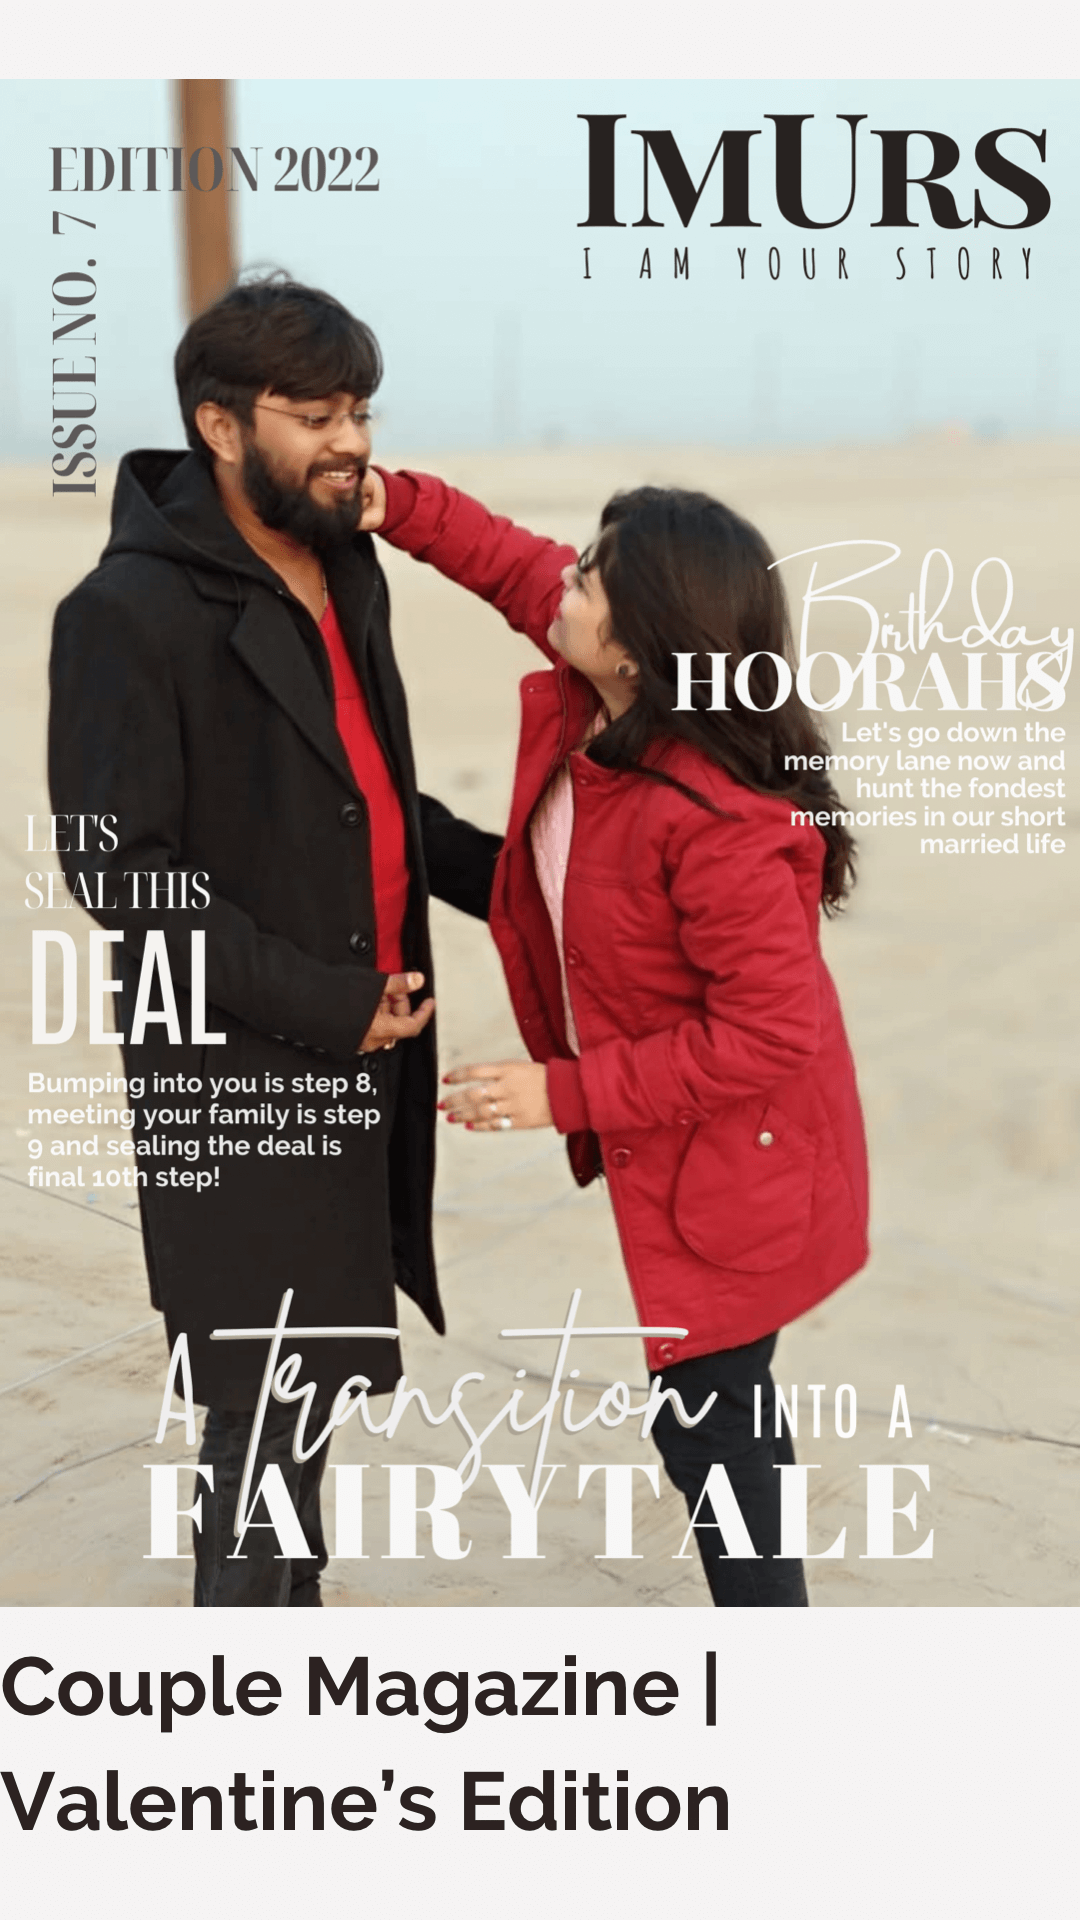 EDITION 2022
ISSUE NO. 7
IMURS
I AM YOUR STORY
Birthday
HOORAHS
Let's go down the
memory lane now and
hunt the fondest
memories in our short
married life
LET'S
SEAL THIS
DEAL
Bumping into you is step 8,
meeting your family is step
9 and sealing the deal is
final 10th step!
A transition INTO A
FAIRYTALE
Couple Magazine |
Valentine’s Edition